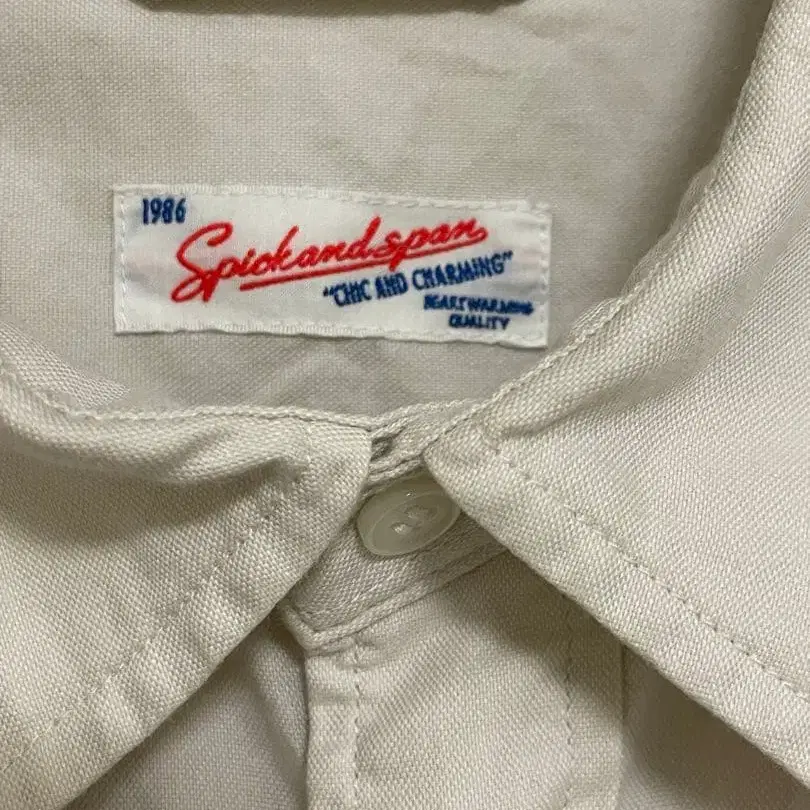 1986
Spickandspan
"CHIC AND CHARMING"
HEARTWARMING
QUALITY